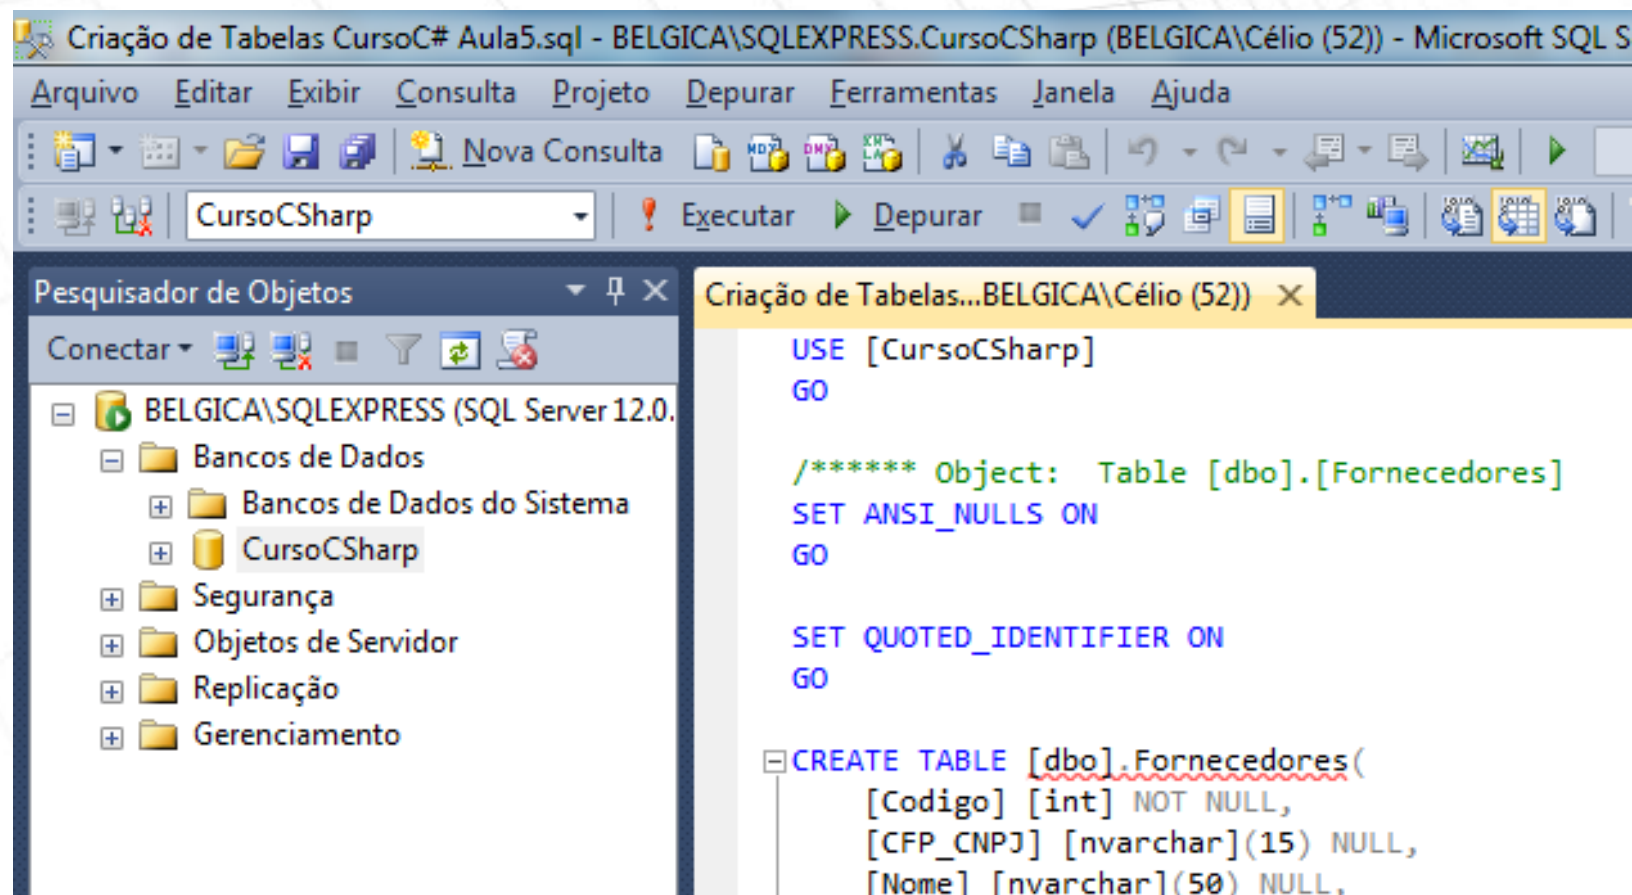 Criação de Tabelas CursoC# Aula5.sql - BELGICA\SQLEXPRESS.CursoCSharp (BELGICA\Célio (52)) - Microsoft SQL S
Arquivo Editar Exibir Consulta Projeto Depurar Ferramentas Janela Ajuda
Nova Consulta
CursoCSharp Executar Depurar
Pesquisador de Objetos
Conectar
BELGICA\SQLEXPRESS (SQL Server 12.0.
Bancos de Dados
Bancos de Dados do Sistema
CursoCSharp
Segurança
Objetos de Servidor
Replicação
Gerenciamento
Criação de Tabelas...BELGICA\Célio (52))
USE [CursoCSharp]
GO
/****** Object:  Table [dbo].[Fornecedores]
SET ANSI_NULLS ON
GO
SET QUOTED_IDENTIFIER ON
GO
CREATE TABLE [dbo].Fornecedores(
[Codigo] [int] NOT NULL,
[CFP_CNPJ] [nvarchar](15) NULL,
[Nome] [nvarchar](50) NULL,